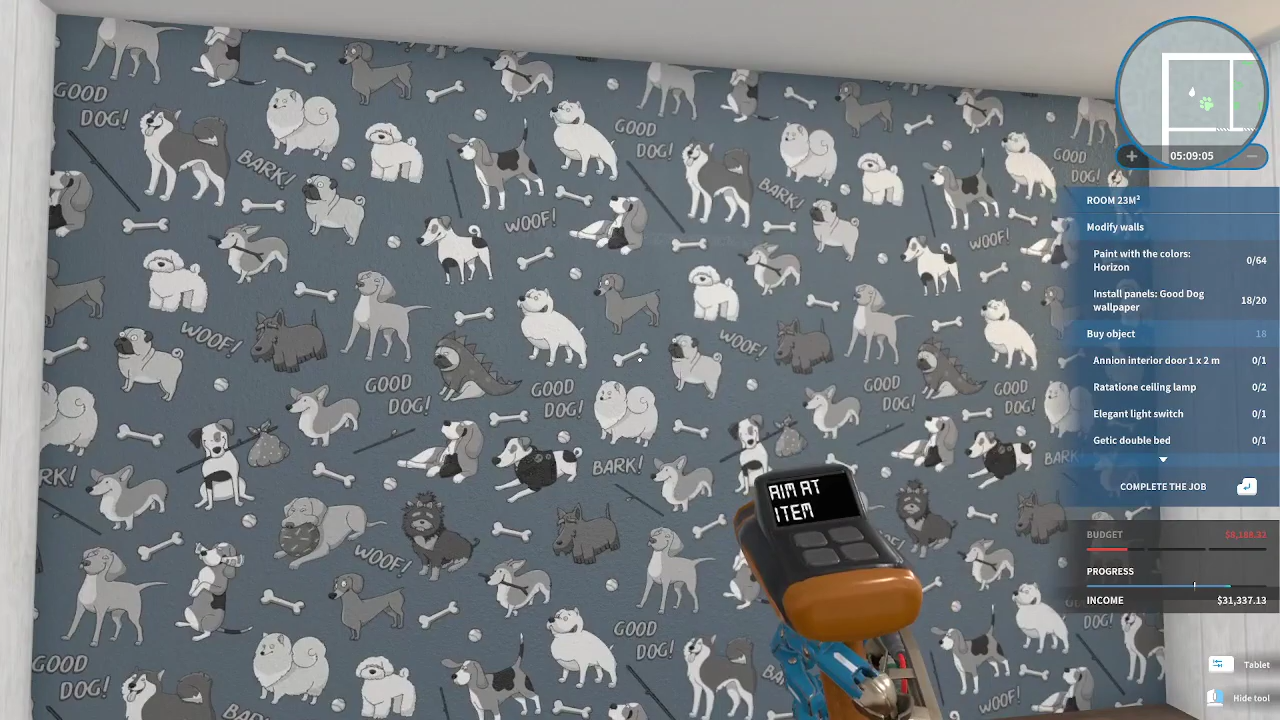 GOOD
DOG!
GOOD
DOG!
GOOD
DOG!
BARK!
BARK!
WOOF!
WOOF!
WOOF!
WOOF!
GOOD
DOG!
GOOD
DOG!
GOOD
DOG!
GOOD
DOG!
BARK!
BARK
RK!
WOOF!
GOOD
DOG!
GOOD
DOG!
WOOF!
AIM AT
ITEM
+
05:09:05
−
ROOM 23M²
Modify walls
Paint with the colors:
Horizon
0/64
Install panels: Good Dog
wallpaper
18/20
Buy object
18
Annion interior door 1 x 2 m
0/1
Ratatione ceiling lamp
0/2
Elegant light switch
0/1
Getic double bed
0/1
COMPLETE THE JOB
BUDGET
$8,188.32
PROGRESS
INCOME
$31,337.13
Tablet
Hide tool